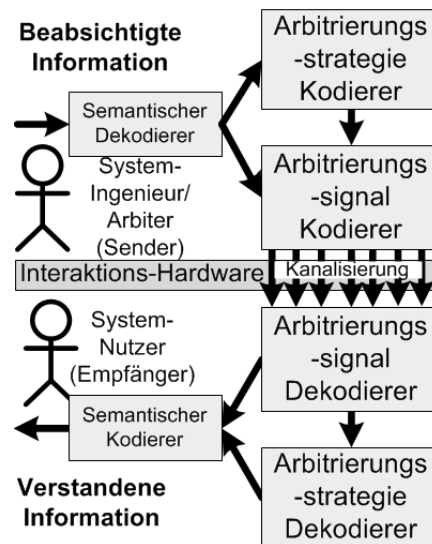 Beabsichtigte
Information
Arbitrierungs
-strategie
Kodierer
Semantischer
Dekodierer
System-
Ingenieur/
Arbiter
(Sender)
Arbitrierungs
-signal
Kodierer
Interaktions-Hardware
Kanalisierung
System-
Nutzer
(Empfänger)
Arbitrierungs
-signal
Dekodierer
Semantischer
Kodierer
Verstandene
Information
Arbitrierungs
-strategie
Dekodierer